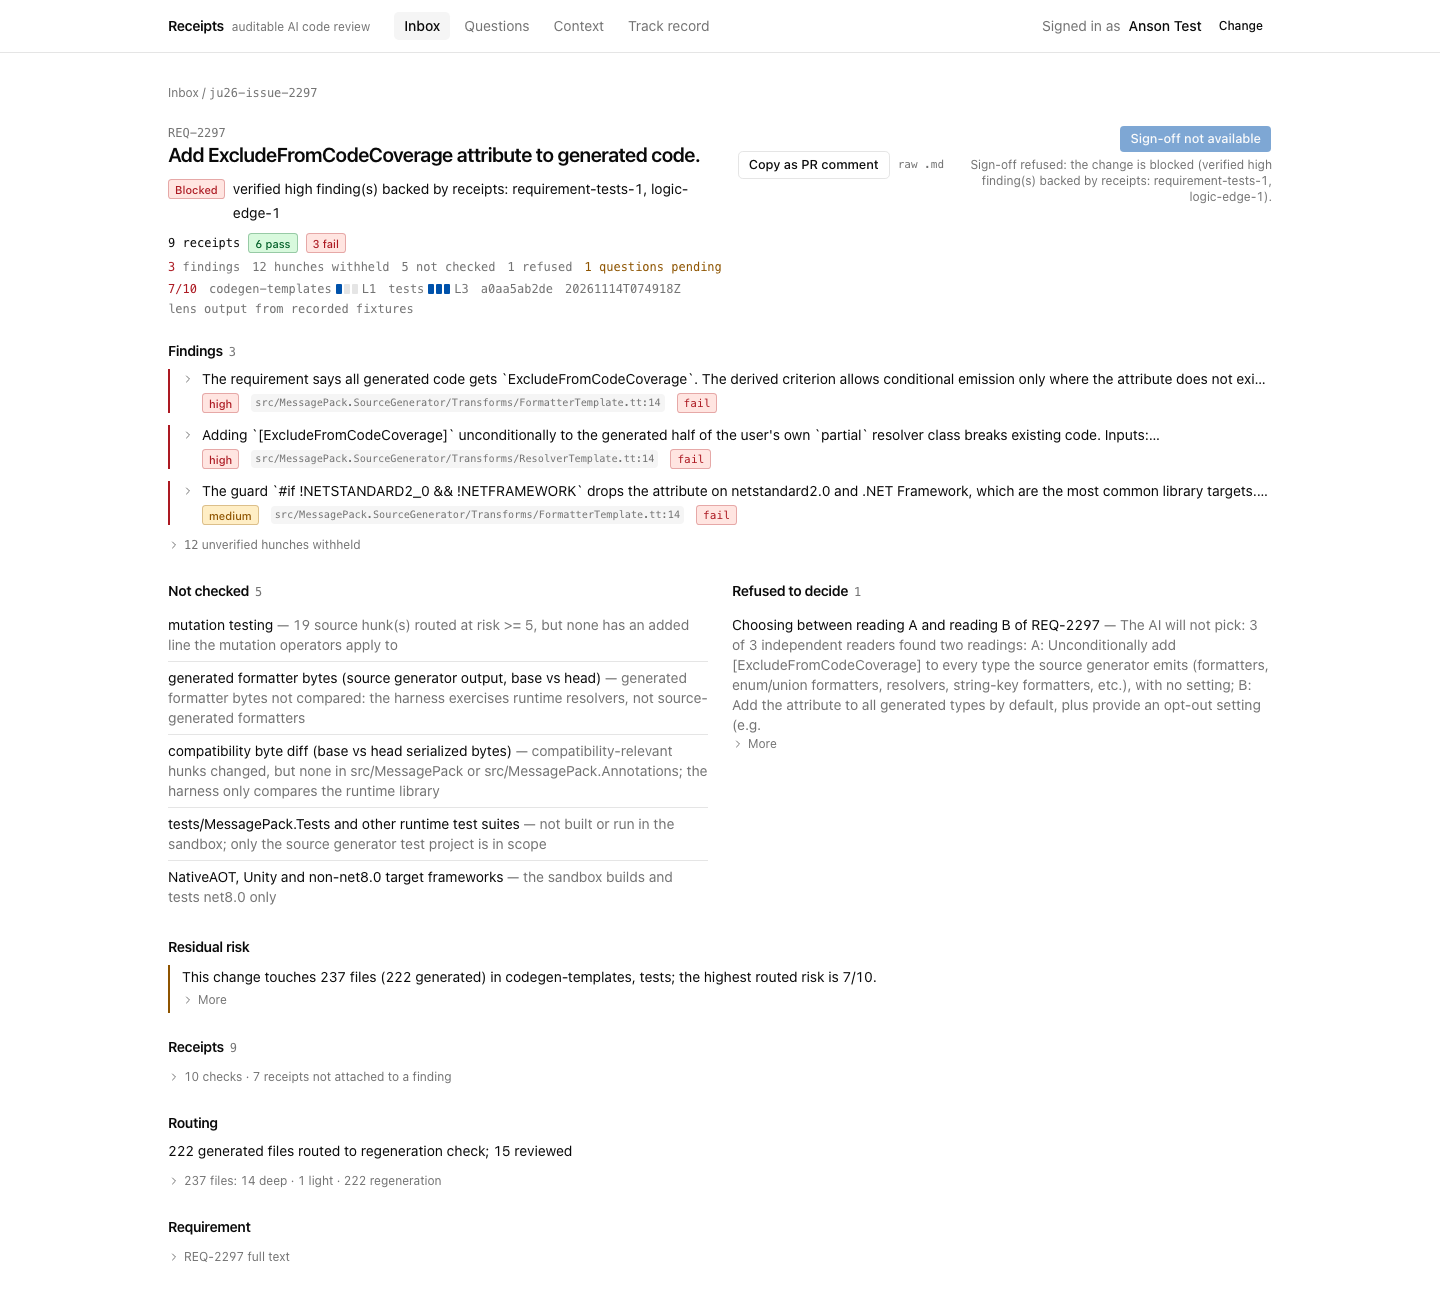 Receipts auditable AI code review Inbox Questions Context Track record Signed in as Anson Test Change
Inbox / ju26-issue-2297
REQ-2297
Add ExcludeFromCodeCoverage attribute to generated code.
Blocked verified high finding(s) backed by receipts: requirement-tests-1, logic-
edge-1
9 receipts 6 pass 3 fail
3 findings 12 hunches withheld 5 not checked 1 refused 1 questions pending
7/10 codegen-templates L1 tests L3 a0aa5ab2de 20261114T074918Z
lens output from recorded fixtures
Copy as PR comment raw .md
Sign-off not available
Sign-off refused: the change is blocked (verified high
finding(s) backed by receipts: requirement-tests-1,
logic-edge-1).
Findings 3
The requirement says all generated code gets `ExcludeFromCodeCoverage`. The derived criterion allows conditional emission only where the attribute does not exi...
high src/MessagePack.SourceGenerator/Transforms/FormatterTemplate.tt:14 fail
Adding `[ExcludeFromCodeCoverage]` unconditionally to the generated half of the user's own `partial` resolver class breaks existing code. Inputs:...
high src/MessagePack.SourceGenerator/Transforms/ResolverTemplate.tt:14 fail
The guard `#if !NETSTANDARD2_0 && !NETFRAMEWORK` drops the attribute on netstandard2.0 and .NET Framework, which are the most common library targets....
medium src/MessagePack.SourceGenerator/Transforms/FormatterTemplate.tt:14 fail
12 unverified hunches withheld
Not checked 5
mutation testing — 19 source hunk(s) routed at risk >= 5, but none has an added
line the mutation operators apply to
generated formatter bytes (source generator output, base vs head) — generated
formatter bytes not compared: the harness exercises runtime resolvers, not source-
generated formatters
compatibility byte diff (base vs head serialized bytes) — compatibility-relevant
hunks changed, but none in src/MessagePack or src/MessagePack.Annotations; the
harness only compares the runtime library
tests/MessagePack.Tests and other runtime test suites — not built or run in the
sandbox; only the source generator test project is in scope
NativeAOT, Unity and non-net8.0 target frameworks — the sandbox builds and
tests net8.0 only
Refused to decide 1
Choosing between reading A and reading B of REQ-2297 — The AI will not pick: 3
of 3 independent readers found two readings: A: Unconditionally add
[ExcludeFromCodeCoverage] to every type the source generator emits (formatters,
enum/union formatters, resolvers, string-key formatters, etc.), with no setting; B:
Add the attribute to all generated types by default, plus provide an opt-out setting
(e.g.
More
Residual risk
This change touches 237 files (222 generated) in codegen-templates, tests; the highest routed risk is 7/10.
More
Receipts 9
10 checks · 7 receipts not attached to a finding
Routing
222 generated files routed to regeneration check; 15 reviewed
237 files: 14 deep · 1 light · 222 regeneration
Requirement
REQ-2297 full text